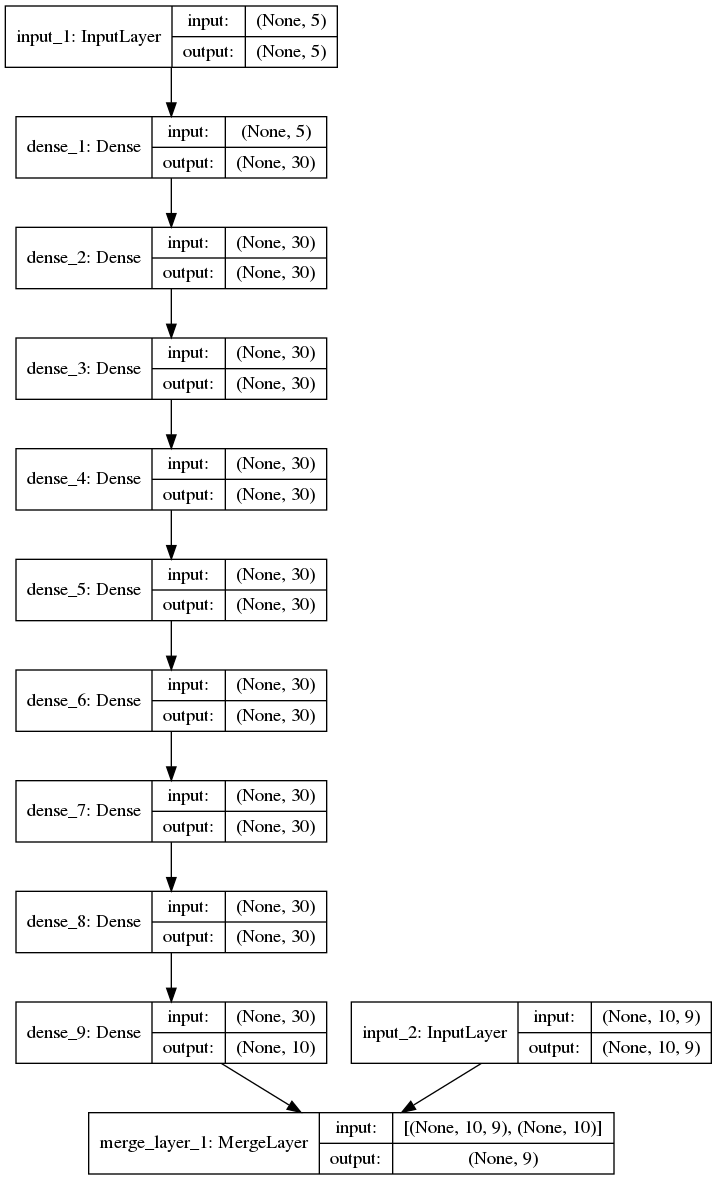 input_1: InputLayer
input: (None, 5)
output: (None, 5)
dense_1: Dense
input: (None, 5)
output: (None, 30)
dense_2: Dense
input: (None, 30)
output: (None, 30)
dense_3: Dense
input: (None, 30)
output: (None, 30)
dense_4: Dense
input: (None, 30)
output: (None, 30)
dense_5: Dense
input: (None, 30)
output: (None, 30)
dense_6: Dense
input: (None, 30)
output: (None, 30)
dense_7: Dense
input: (None, 30)
output: (None, 30)
dense_8: Dense
input: (None, 30)
output: (None, 30)
dense_9: Dense
input: (None, 30)
output: (None, 10)
input_2: InputLayer
input: (None, 10, 9)
output: (None, 10, 9)
merge_layer_1: MergeLayer
input: [(None, 10, 9), (None, 10)]
output: (None, 9)